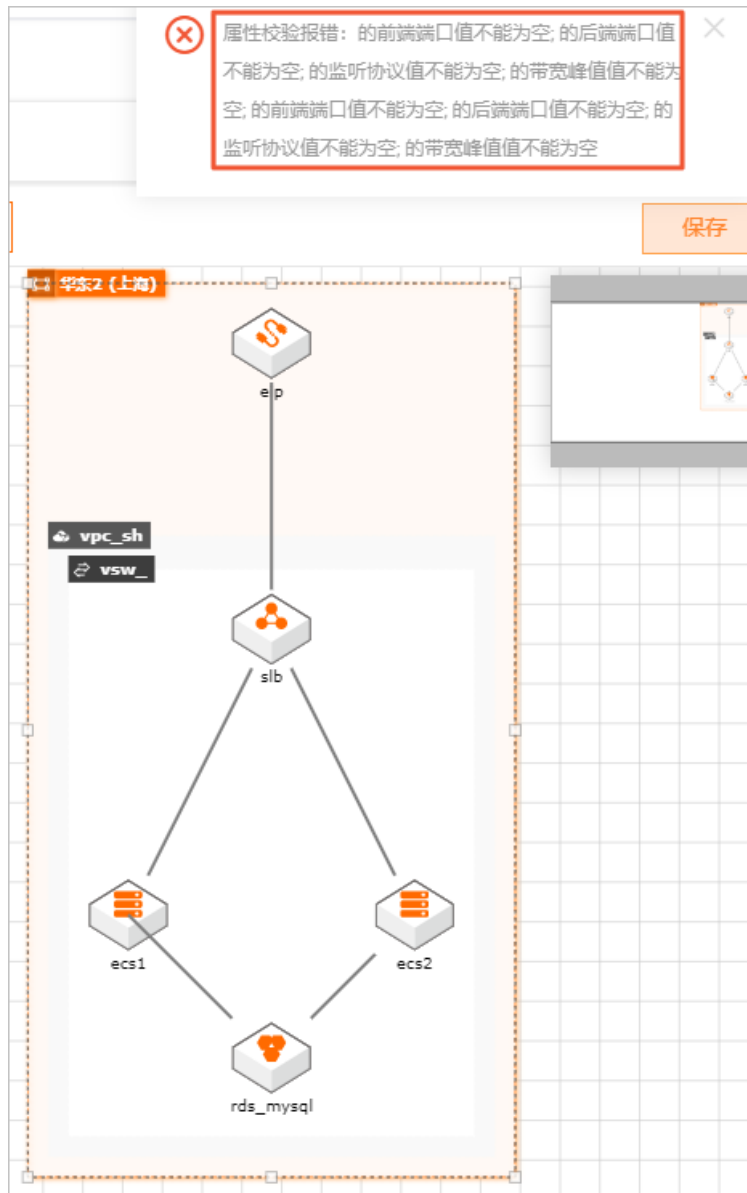 属性校验报错：的前端端口值不能为空; 的后端端口值
不能为空; 的监听协议值不能为空; 的带宽峰值值不能为
空; 的前端端口值不能为空; 的后端端口值不能为空; 的
监听协议值不能为空; 的带宽峰值值不能为空
保存
华东2 (上海)
eip
vpc_sh
vsw_
slb
ecs1
ecs2
rds_mysql